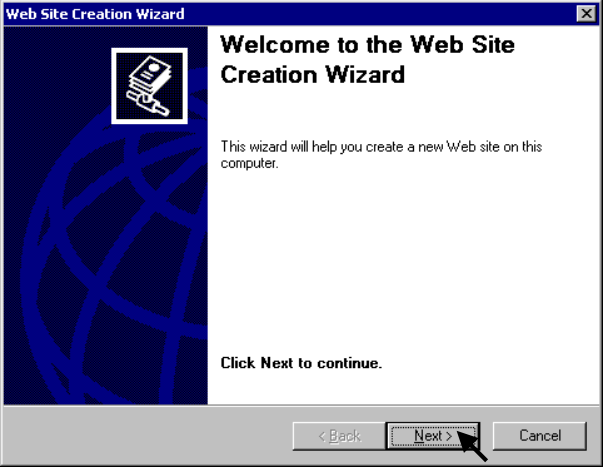 Web Site Creation Wizard
Welcome to the Web Site
Creation Wizard
This wizard will help you create a new Web site on this
computer.
Click Next to continue.
< Back
Next >
Cancel